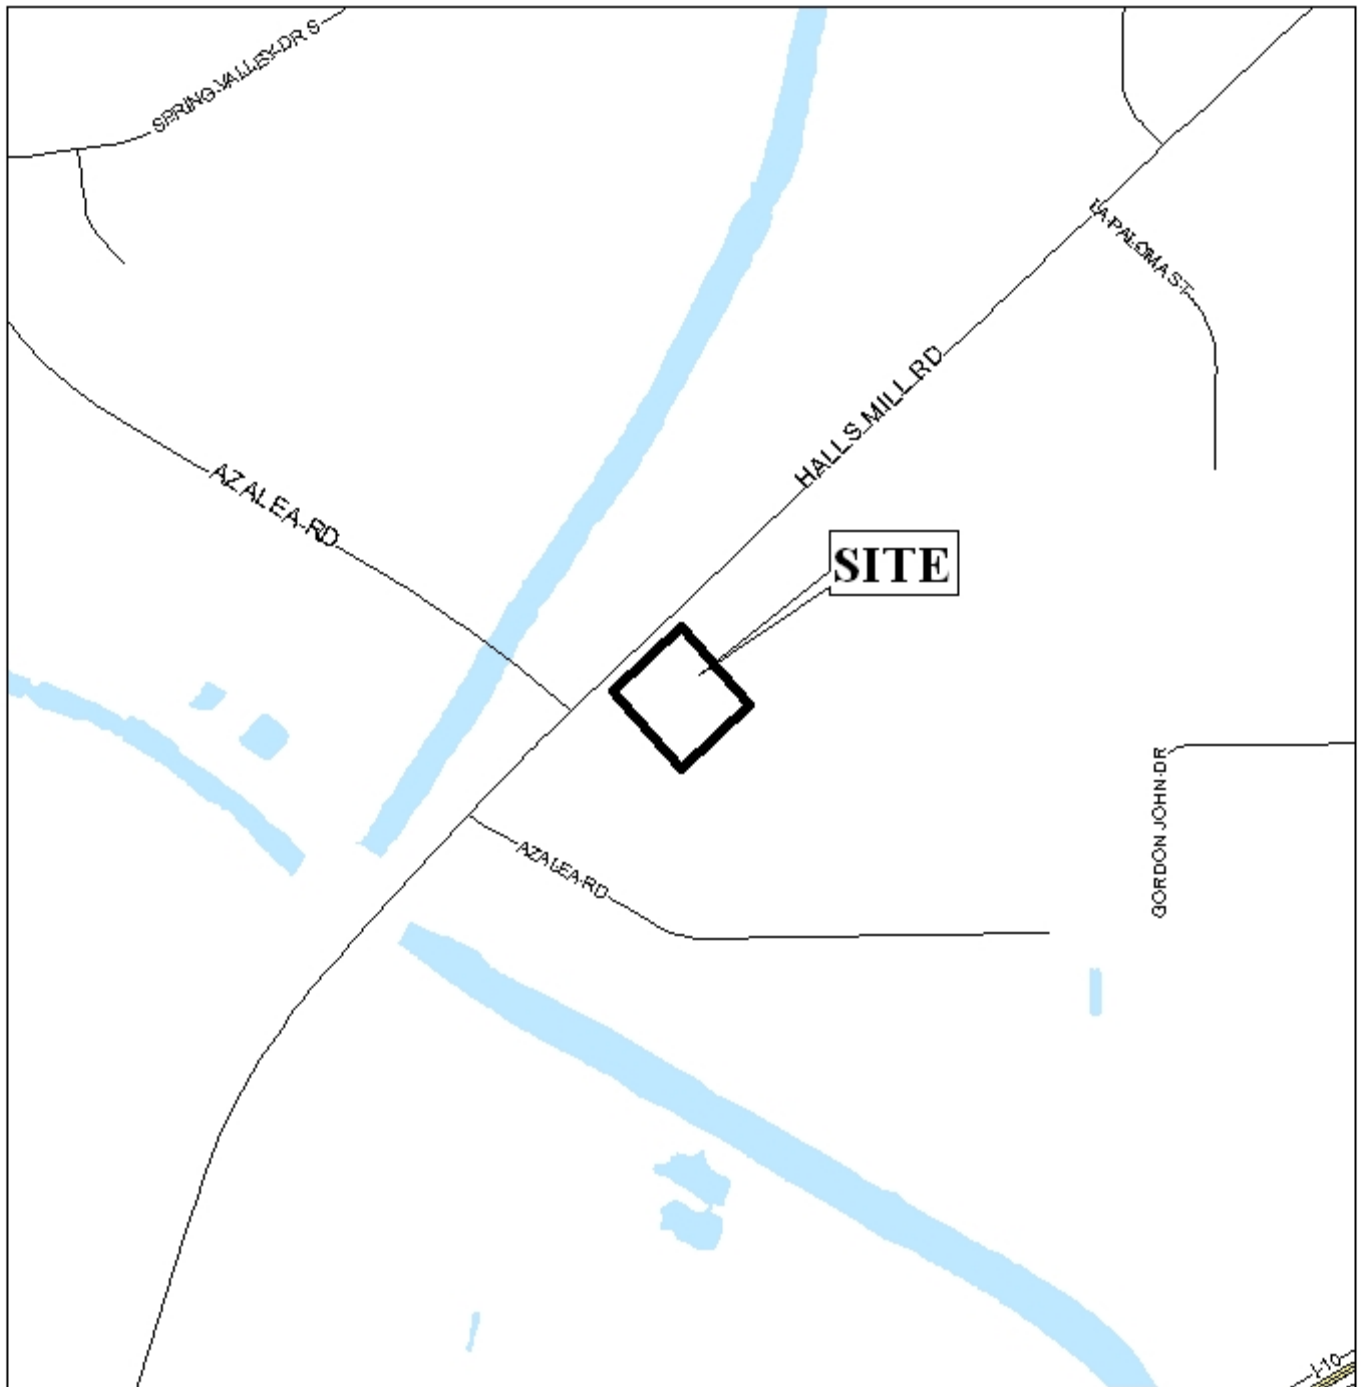 SPRING VALLEY DR S
LA PALOMA ST
HALLS MILL RD
AZALEA RD
SITE
GORDON JOHN DR
AZALEA RD
I-10